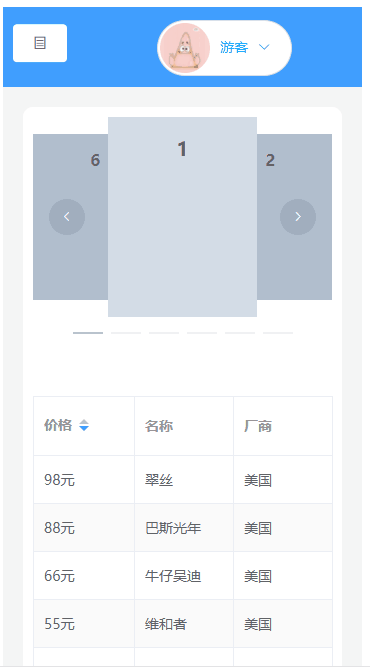 游客
6
1
2
价格 名称 厂商
98元 翠丝 美国
88元 巴斯光年 美国
66元 牛仔吴迪 美国
55元 维和者 美国